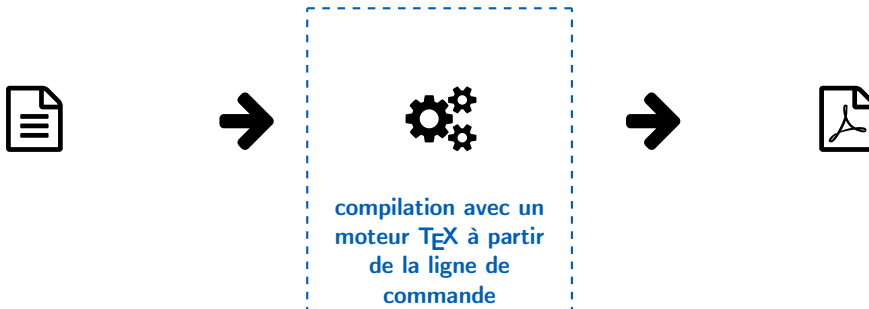 compilation avec un
moteur TEX à partir
de la ligne de
commande